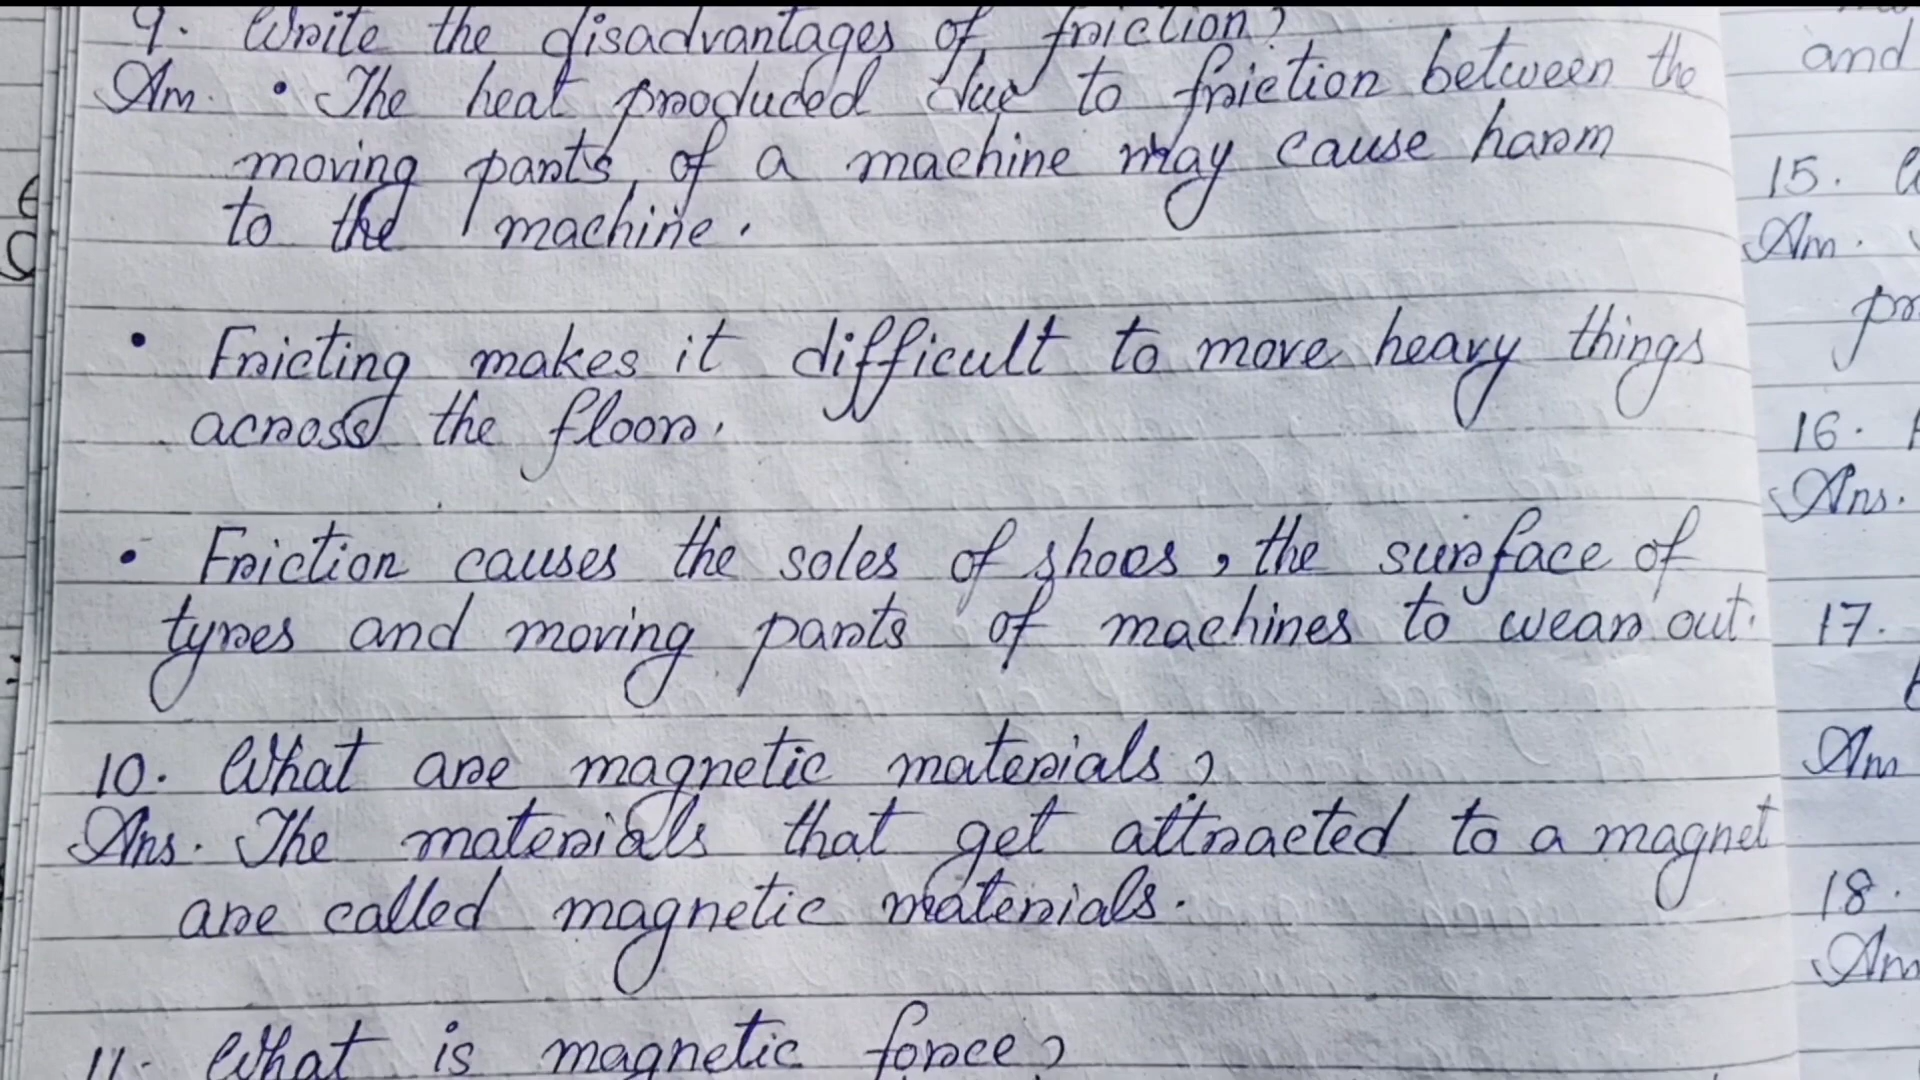 9. Write the disadvantages of friction?
Ans. • The heat produced due to friction between the
moving parts of a machine may cause harm
to the machine.
• Fricting makes it difficult to move heavy things
across the floor.
• Friction causes the soles of shoes, the surface of
tyres and moving parts of machines to wear out.
10. What are magnetic materials?
Ans. The materials that get attracted to a magnet
are called magnetic materials.
11. What is magnetic force?
and
15.
Ans.
16.
Ans.
17.
Ans
18.
Ans